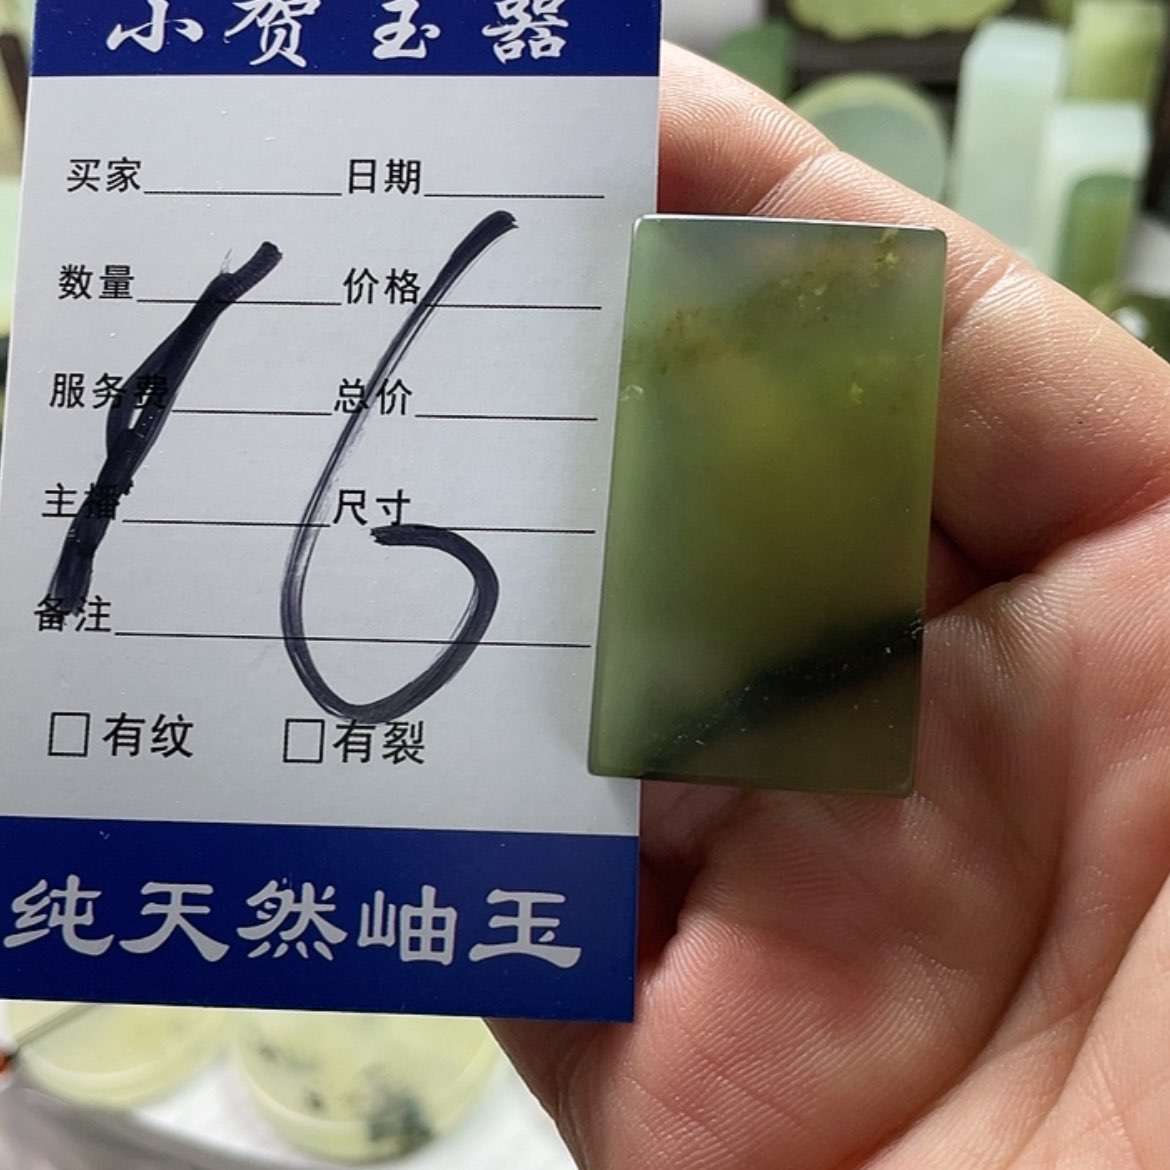 小贺玉器
买家 日期
数量 价格
服务费 总价
主播 尺寸
备注
16
□有纹 □有裂
纯天然岫玉